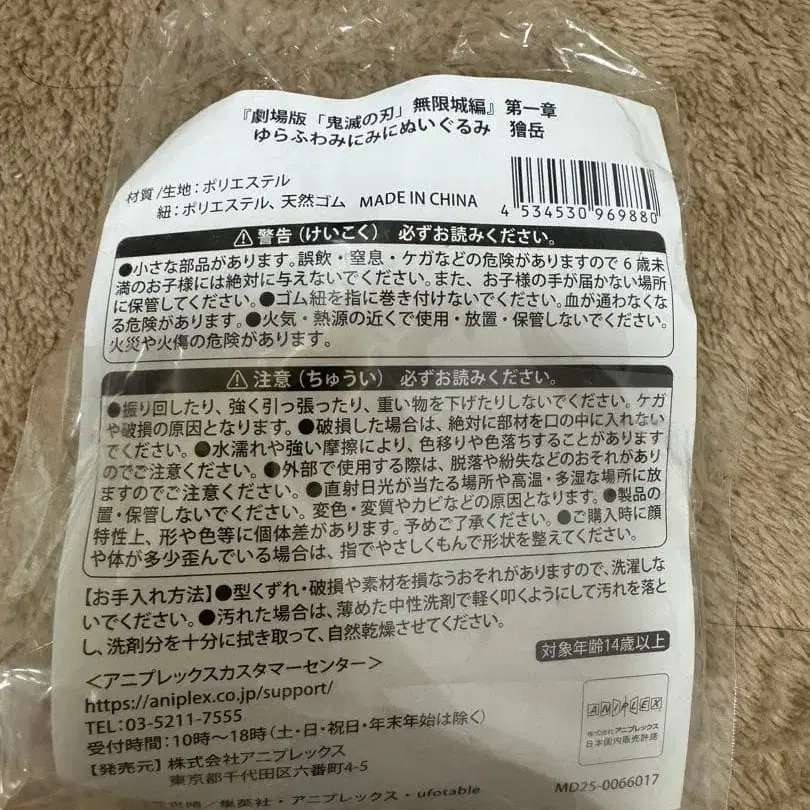 『劇場版「鬼滅の刃」無限城編』第一章
ゆらふわみにみにぬいぐるみ 獪岳
材質/生地：ポリエステル
紐：ポリエステル、天然ゴム MADE IN CHINA
4 534530 969880
⚠警告（けいこく） 必ずお読みください。
●小さな部品があります。誤飲・窒息・ケガなどの危険がありますので6歳未
満のお子様には絶対に与えないでください。また、お子様の手が届かない場所
に保管してください。●ゴム紐を指に巻き付けないでください。血が通わなくな
る危険があります。●火気・熱源の近くで使用・放置・保管しないでください。
火災や火傷の危険があります。
⚠注意（ちゅうい） 必ずお読みください。
●振り回したり、強く引っ張ったり、重い物を下げたりしないでください。ケガ
や破損の原因となります。●破損した場合は、絶対に部材を口の中に入れない
でください。●水濡れや強い摩擦により、色移りや色落ちすることがあります
のでご注意ください。●外部で使用する際は、脱落や紛失などのおそれがあり
ますのでご注意ください。●直射日光が当たる場所や高温・多湿な場所に放
置・保管しないでください。変色・変質やカビなどの原因となります。●製品の
特性上、形や色等に個体差があります。予めご了承ください。●ご購入時に顔
や体が多少歪んでいる場合は、指でやさしくもんで形状を整えてください。
【お手入れ方法】●型くずれ・破損や素材を損なうおそれがありますので、洗濯しな
いでください。●汚れた場合は、薄めた中性洗剤で軽く叩くようにして汚れを落と
し、洗剤分を十分に拭き取って、自然乾燥させてください。
対象年齢14歳以上
＜アニプレックスカスタマーセンター＞
https://aniplex.co.jp/support/
TEL：03-5211-7555
受付時間：10時～18時（土・日・祝日・年末年始は除く）
【発売元】株式会社アニプレックス
東京都千代田区六番町4-5
ANIPLEX
株式会社アニプレックス
日本国内販売許諾
MD25-0066017
／集英社・アニプレックス・ufotable